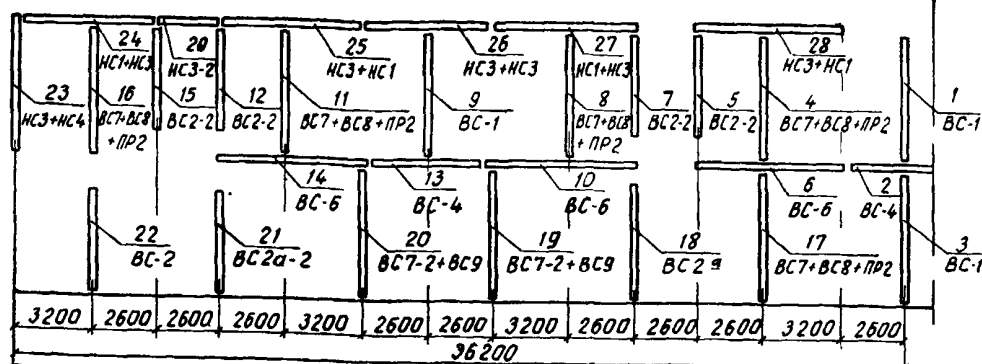 24
НС1+НС3
20
НС3-2
25
НС3+НС1
26
НС3+НС3
27
НС1+НС3
28
НС3+НС1
23
НС3+НС4
16
ВС7+ВС8
+ПР2
15
ВС2-2
12
ВС2-2
11
ВС7+ВС8+ПР2
9
ВС-1
8
ВС7+ВС8
+ПР2
7
ВС2-2
5
ВС2-2
4
ВС7+ВС8+ПР2
1
ВС-1
14
ВС-6
13
ВС-4
10
ВС-6
6
ВС-6
2
ВС-4
22
ВС-2
21
ВС2а-2
20
ВС7-2+ВС9
19
ВС7-2+ВС9
18
ВС2а
17
ВС7+ВС8+ПР2
3
ВС-1
3200 2600 2600 2600 3200 2600 2600 3200 2600 2600 2600 3200 2600
36200